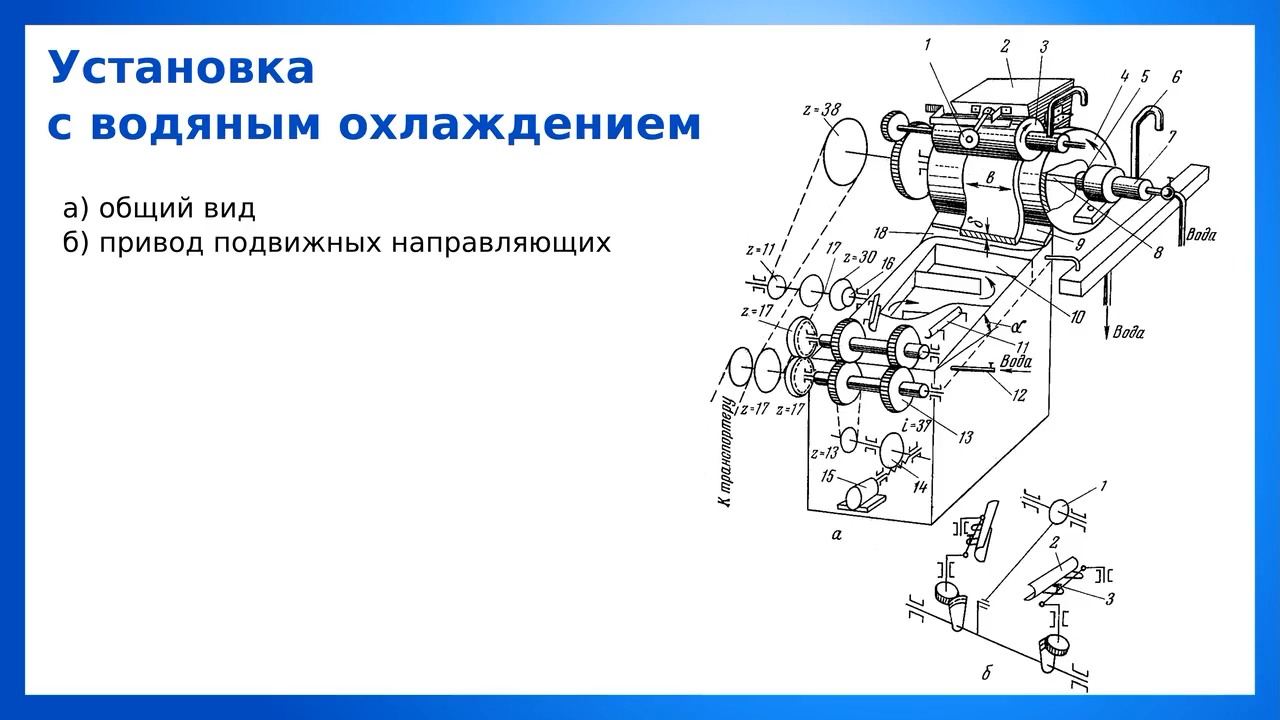 Установка
с водяным охлаждением
а) общий вид
б) привод подвижных направляющих
1 2 3 4 5 6
z=38
7
в
δ
18
9
Вода
8
z=11
17
z=30
16
z=17
10
α
11
Вода
Вода
12
z=17 z=17
i=37
13
К транспортеру
z=13
15
14
а
1
2
3
б